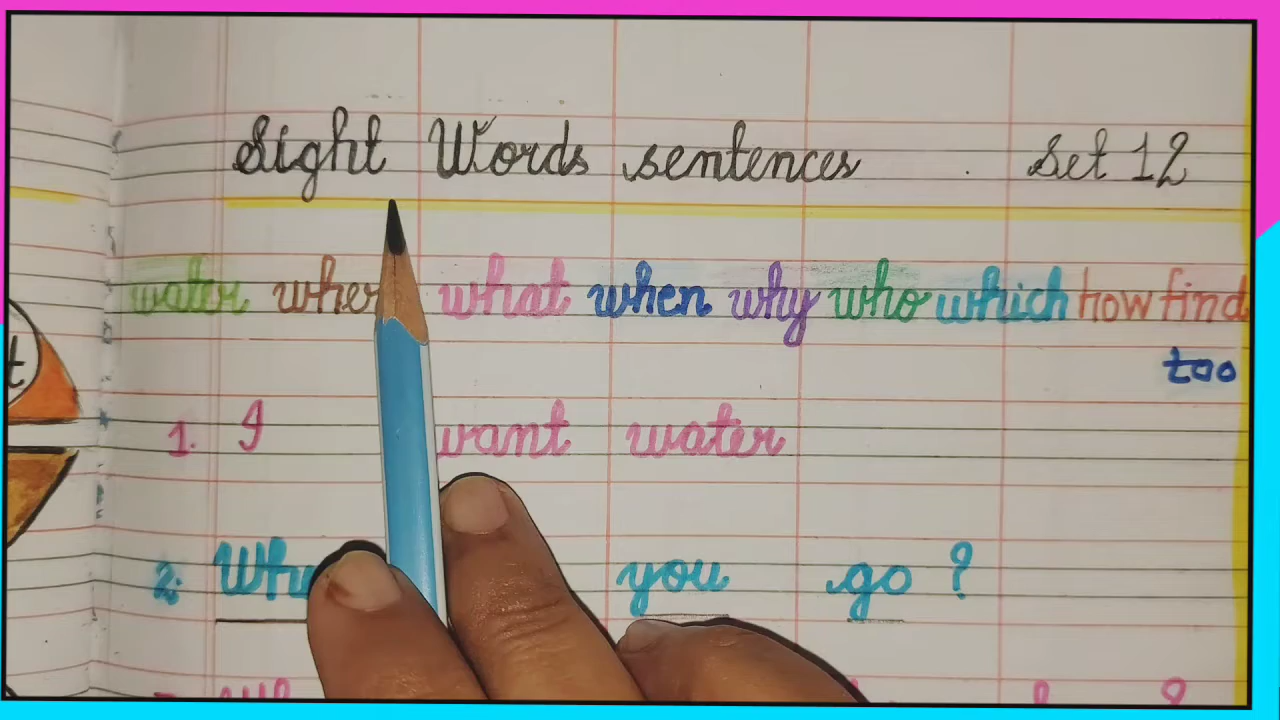 Sight Words sentences . Set 12
water wher what when why who which how find
too
1. I want water
2. Wh you go ?